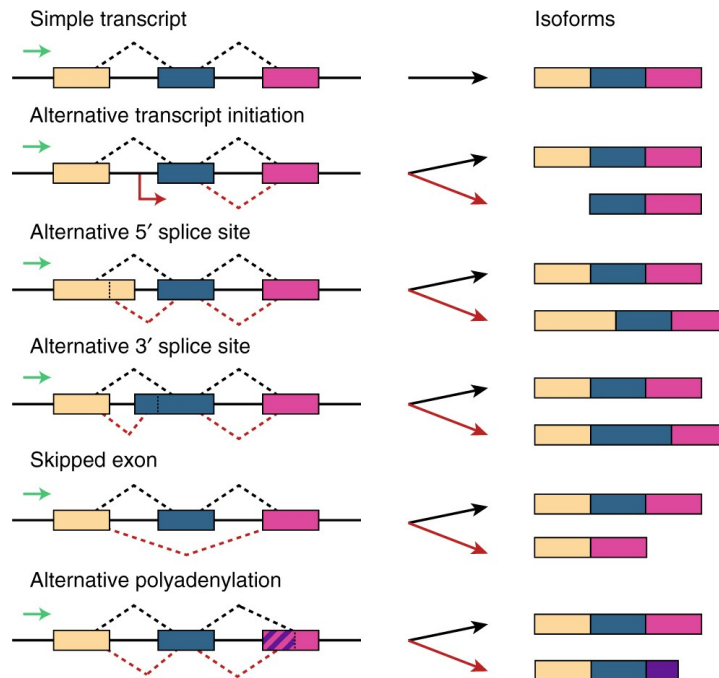 Simple transcript
Isoforms
Alternative transcript initiation
Alternative 5′ splice site
Alternative 3′ splice site
Skipped exon
Alternative polyadenylation